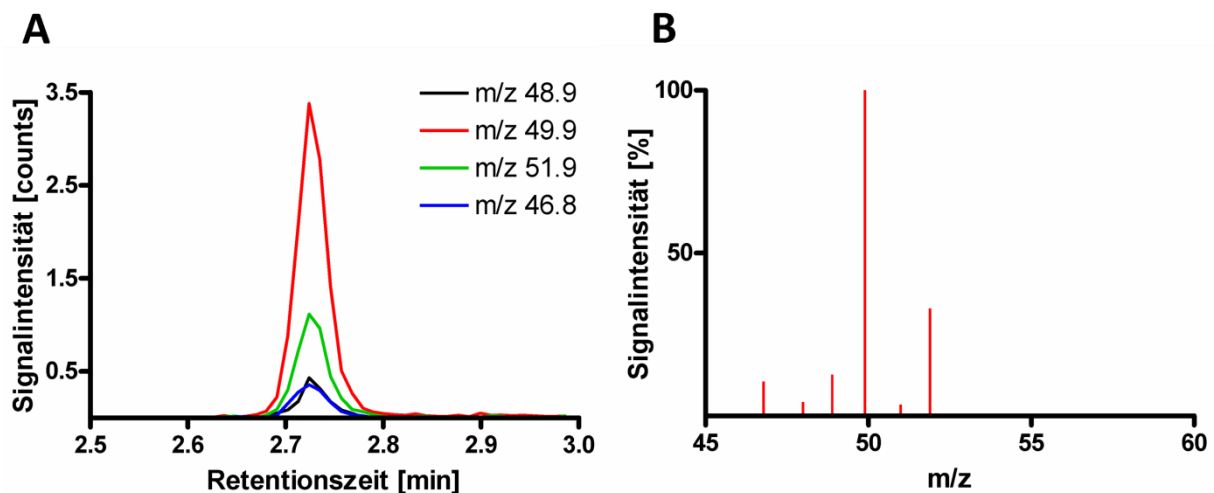 A
Signalintensität [counts]
3.5
2.5
1.5
0.5
2.5 2.6 2.7 2.8 2.9 3.0
Retentionszeit [min]
m/z 48.9
m/z 49.9
m/z 51.9
m/z 46.8
B
Signalintensität [%]
100
50
45 50 55 60
m/z